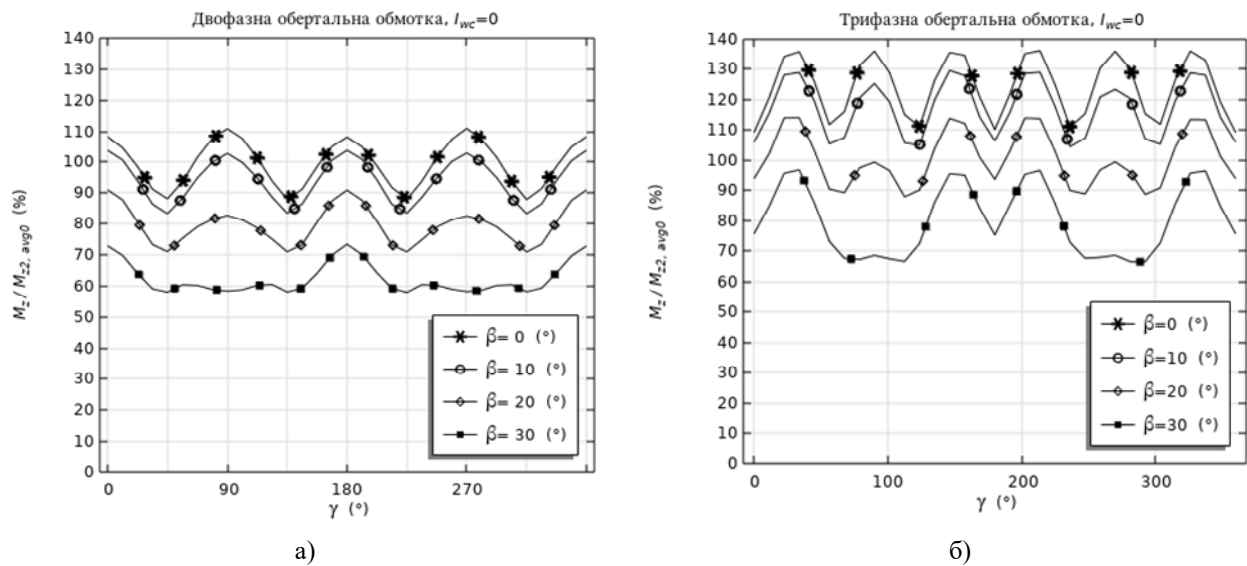 Двофазна обертальна обмотка, I_wc=0
140
130
120
110
100
90
80
70
60
50
40
30
20
10
0
M_z / M_z2, avg0 (%)
β= 0 (°)
β= 10 (°)
β= 20 (°)
β= 30 (°)
0 90 180 270
γ (°)
а)
Трифазна обертальна обмотка, I_wc=0
140
130
120
110
100
90
80
70
60
50
40
30
20
10
0
M_z / M_z2, avg0 (%)
β=0 (°)
β=10 (°)
β=20 (°)
β=30 (°)
0 100 200 300
γ (°)
б)